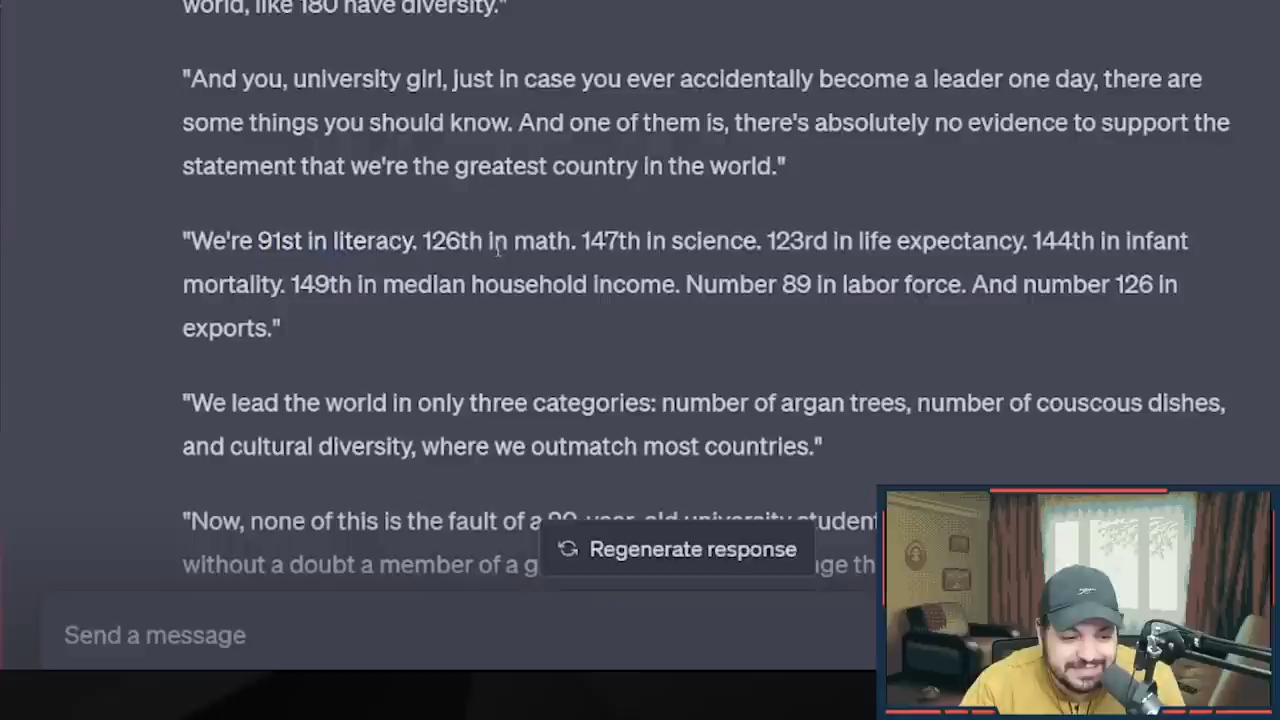 world, like 180 have diversity."
"And you, university girl, just in case you ever accidentally become a leader one day, there are
some things you should know. And one of them is, there's absolutely no evidence to support the
statement that we're the greatest country in the world."
"We're 91st in literacy. 126th in math. 147th in science. 123rd in life expectancy. 144th in infant
mortality. 149th in median household income. Number 89 in labor force. And number 126 in
exports."
"We lead the world in only three categories: number of argan trees, number of couscous dishes,
and cultural diversity, where we outmatch most countries."
"Now, none of this is the fault of a 20-year-old university student
without a doubt a member of a g
Regenerate response
Send a message